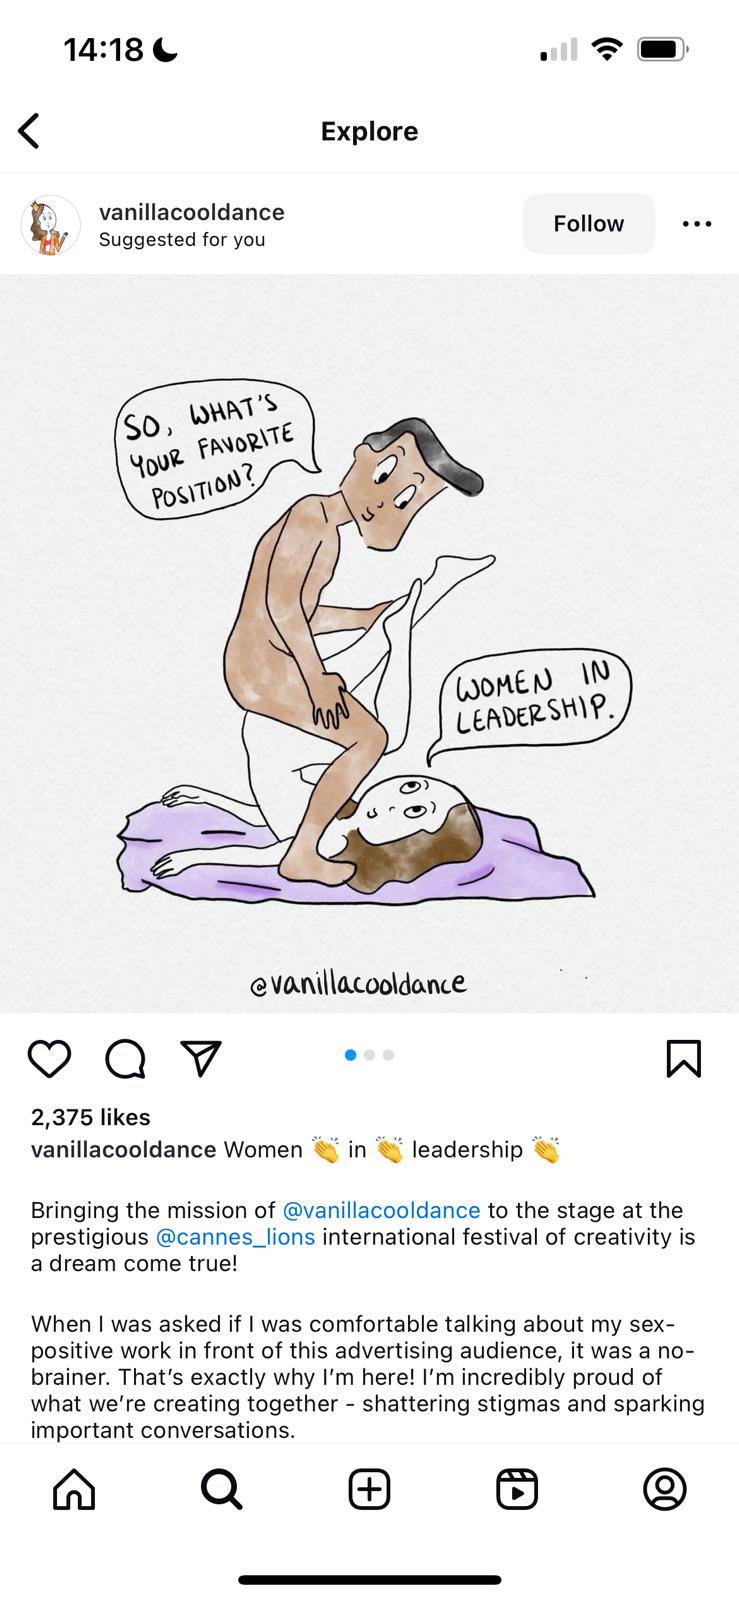 14:18
Explore
vanillacooldance
Suggested for you
Follow
SO, WHAT'S
YOUR FAVORITE
POSITION?
WOMEN IN
LEADERSHIP.
@vanillacooldance
2,375 likes
vanillacooldance Women 👏 in 👏 leadership 👏
Bringing the mission of @vanillacooldance to the stage at the
prestigious @cannes_lions international festival of creativity is
a dream come true!
When I was asked if I was comfortable talking about my sex-
positive work in front of this advertising audience, it was a no-
brainer. That’s exactly why I’m here! I’m incredibly proud of
what we’re creating together - shattering stigmas and sparking
important conversations.